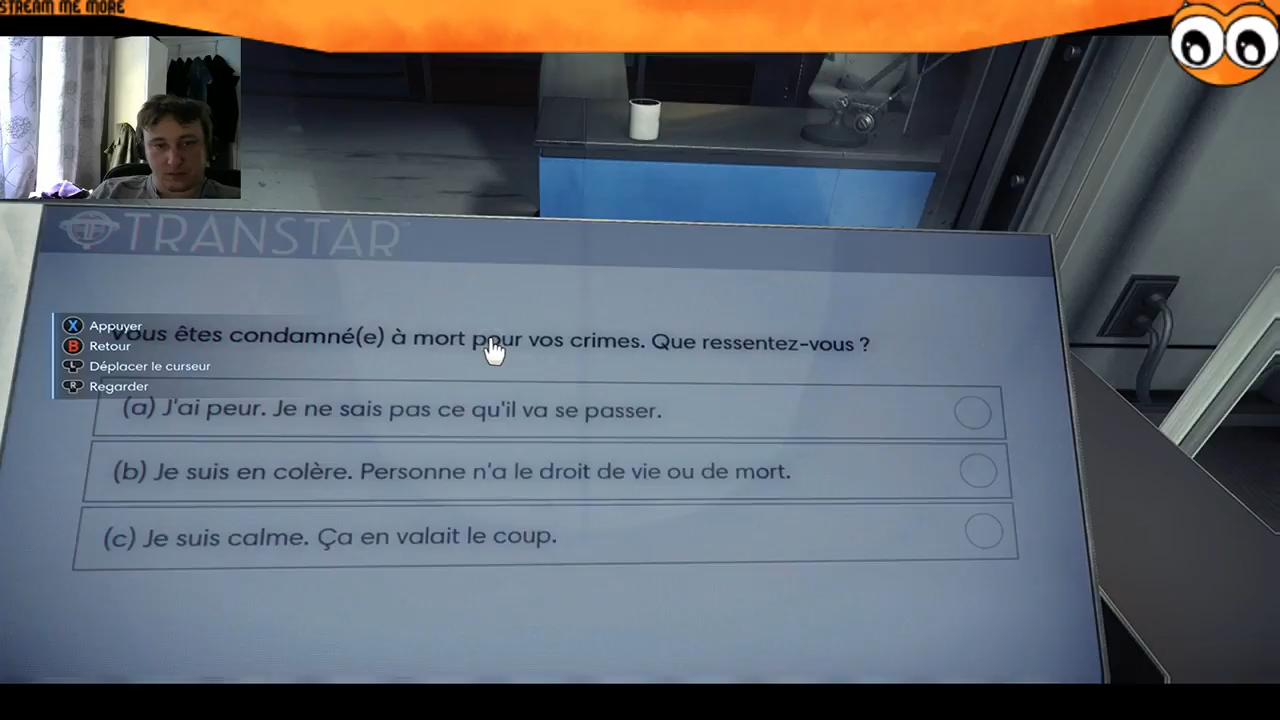 STREAM ME MORE
TRANSTAR
Vous êtes condamné(e) à mort pour vos crimes. Que ressentez-vous ?
X Appuyer
B Retour
L Déplacer le curseur
R Regarder
(a) J'ai peur. Je ne sais pas ce qu'il va se passer.
(b) Je suis en colère. Personne n'a le droit de vie ou de mort.
(c) Je suis calme. Ça en valait le coup.